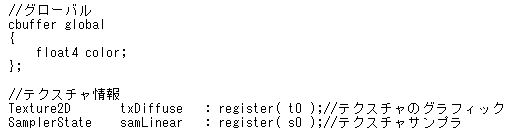 //グローバル
cbuffer global
{
    float4 color;
};

//テクスチャ情報
Texture2D     txDiffuse   : register( t0 );//テクスチャのグラフィック
SamplerState  samLinear   : register( s0 );//テクスチャサンプラ